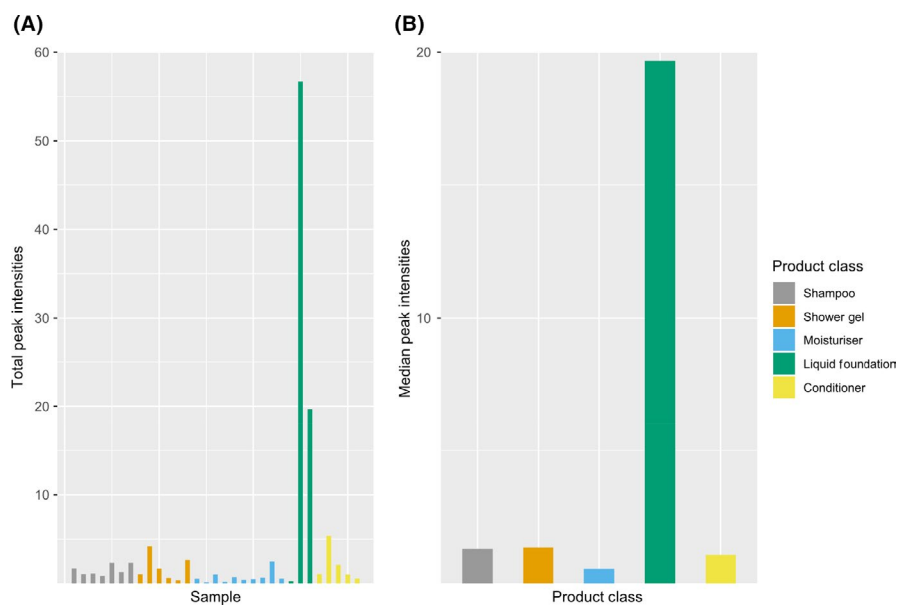 (A)
60
50
40
30
20
10
Total peak intensities
Sample
(B)
20
10
Median peak intensities
Product class
Product class
Shampoo
Shower gel
Moisturiser
Liquid foundation
Conditioner